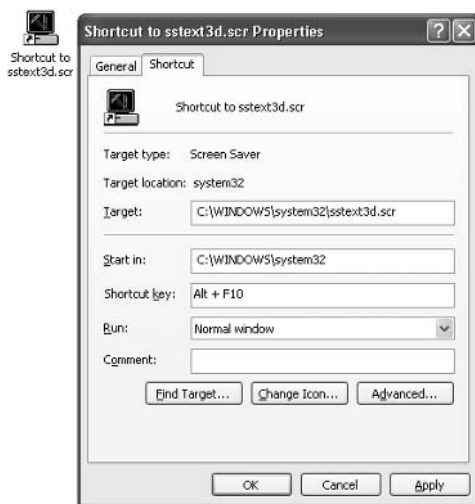 Shortcut to
sstext3d.scr
Shortcut to sstext3d.scr Properties
General Shortcut
Shortcut to sstext3d.scr
Target type: Screen Saver
Target location: system32
Target: C:\WINDOWS\system32\sstext3d.scr
Start in: C:\WINDOWS\system32
Shortcut key: Alt + F10
Run: Normal window
Comment:
Find Target... Change Icon... Advanced...
OK Cancel Apply